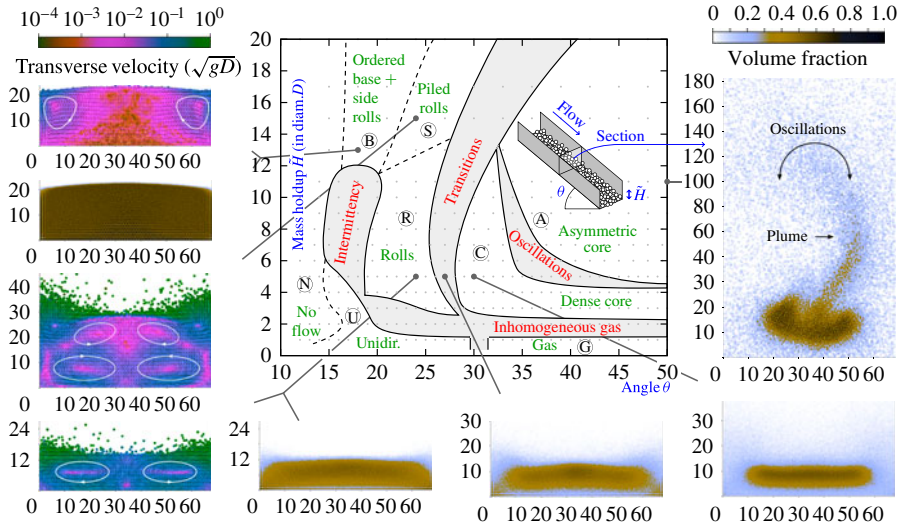 10⁻⁴ 10⁻³ 10⁻² 10⁻¹ 10⁰
Transverse velocity (√gD)
20
10
0 10 20 30 40 50 60
20
10
0 10 20 30 40 50 60
40
30
20
10
0 10 20 30 40 50 60
24
12
0 10 20 30 40 50 60
Mass holdup H̃ (in diam. D)
20
18
16
14
12
10
8
6
4
2
0
10 15 20 25 30 35 40 45 50
Angle θ
Ordered
base +
side
rolls
Piled
rolls
B
S
Intermittency
Transitions
R
Rolls
N
No
flow
U
Unidir.
C
A
Asymmetric
core
Oscillations
Dense core
Inhomogeneous gas
Gas
G
Flow
Section
θ
H̃
0 0.2 0.4 0.6 0.8 1.0
Volume fraction
180
160
140
120
100
80
60
40
30
20
10
0 10 20 30 40 50 60
Oscillations
Plume
24
12
0 10 20 30 40 50 60
30
20
10
0 10 20 30 40 50 60
30
20
10
0 10 20 30 40 50 60